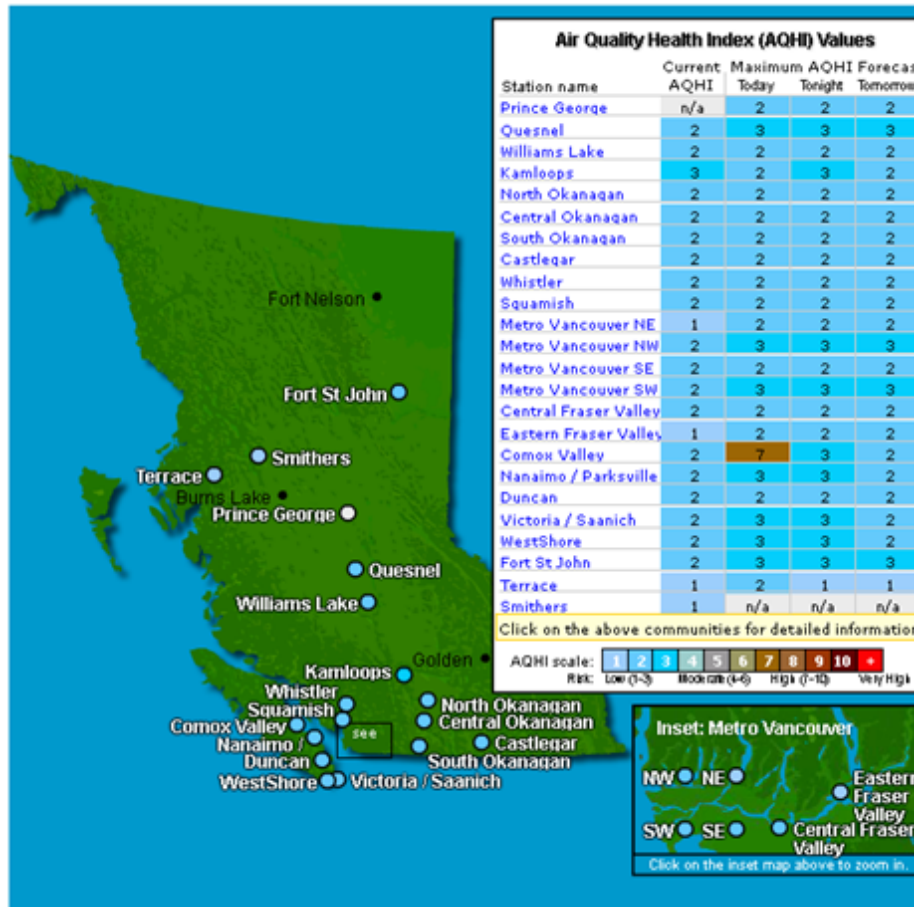 Air Quality Health Index (AQHI) Values
Current Maximum AQHI Forecas
Station name AQHI Today Tonight Tomorrow
Prince George n/a 2 2 2
Quesnel 2 3 3 3
Williams Lake 2 2 2 2
Kamloops 3 2 3 2
North Okanagan 2 2 2 2
Central Okanagan 2 2 2 2
South Okanagan 2 2 2 2
Castlegar 2 2 2 2
Whistler 2 2 2 2
Squamish 2 2 2 2
Metro Vancouver NE 1 2 2 2
Metro Vancouver NW 2 3 3 3
Metro Vancouver SE 2 2 2 2
Metro Vancouver SW 2 3 3 3
Central Fraser Valley 2 2 2 2
Eastern Fraser Valley 1 2 2 2
Comox Valley 2 7 3 2
Nanaimo / Parksville 2 3 3 2
Duncan 2 2 2 2
Victoria / Saanich 2 3 3 2
WestShore 2 3 3 2
Fort St John 2 3 3 3
Terrace 1 2 1 1
Smithers 1 n/a n/a n/a
Click on the above communities for detailed information
AQHI scale: 1 2 3 4 5 6 7 8 9 10 +
Risk: Low (1-3) Moderate (4-6) High (7-10) Very High
Fort Nelson
Fort St John
Smithers
Terrace
Burns Lake
Prince George
Quesnel
Williams Lake
Golden
Kamloops
Whistler
North Okanagan
Squamish
Comox Valley
Central Okanagan
see
Nanaimo /
Castlegar
Duncan
South Okanagan
WestShore
Victoria / Saanich
Inset: Metro Vancouver
NW NE Eastern
Fraser
Valley
SW SE Central Fraser
Valley
Click on the inset map above to zoom in.